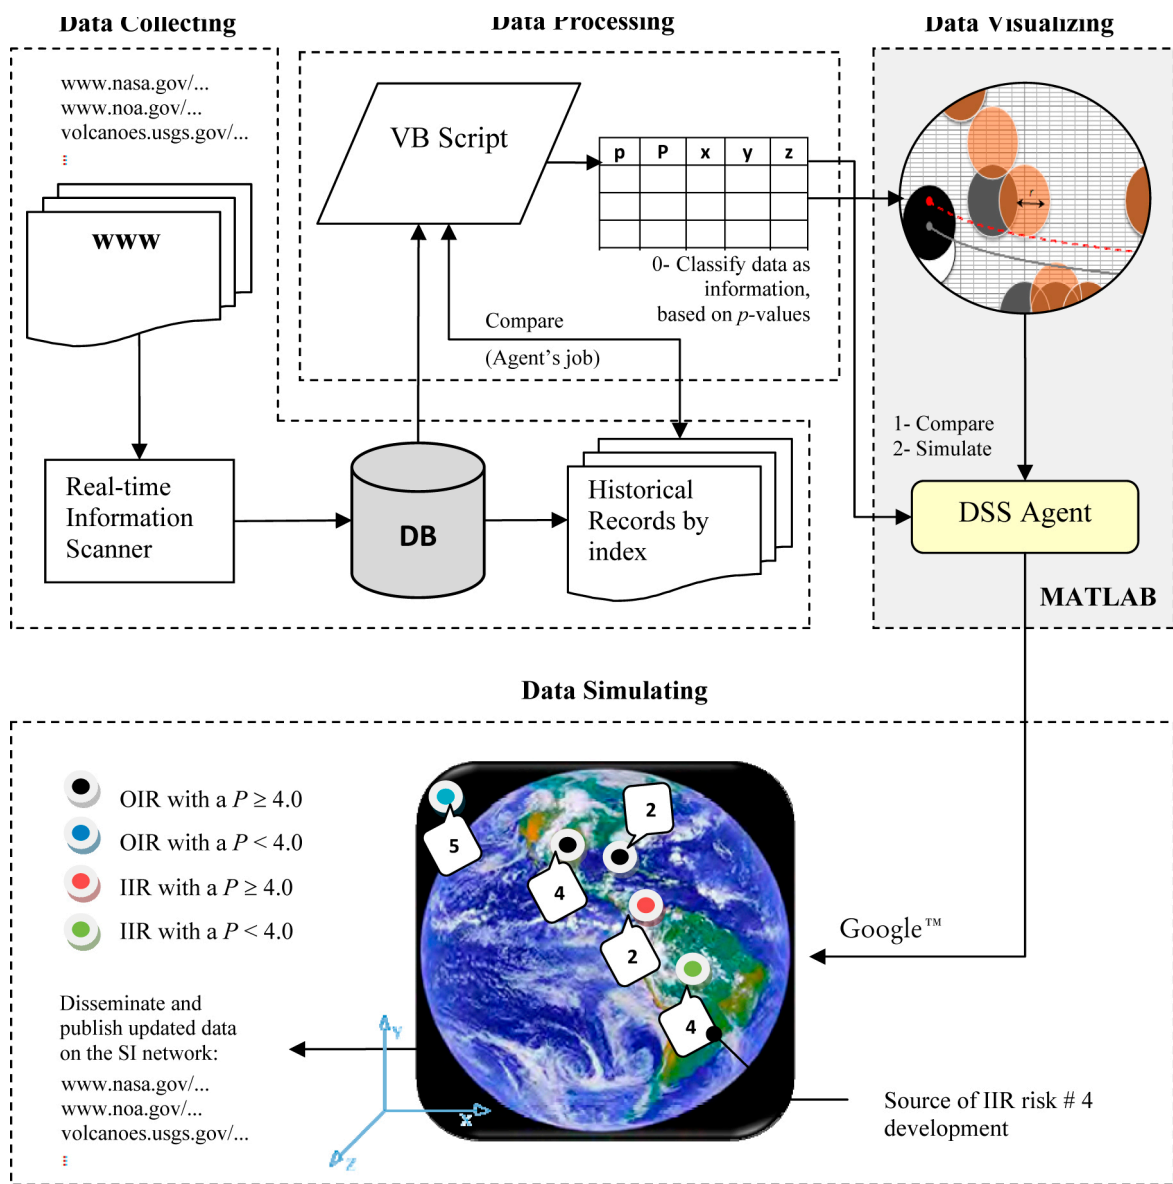 Data Collecting
Data Processing
Data Visualizing
www.nasa.gov/...
www.noa.gov/...
volcanoes.usgs.gov/...
www
VB Script
p P x y z
0- Classify data as
information,
based on p-values
r
Compare
(Agent's job)
1- Compare
2- Simulate
Real-time
Information
Scanner
DB
Historical
Records by
index
DSS Agent
MATLAB
Data Simulating
OIR with a P ≥ 4.0
OIR with a P < 4.0
IIR with a P ≥ 4.0
IIR with a P < 4.0
2
5
4
2
4
Google™
Disseminate and
publish updated data
on the SI network:
www.nasa.gov/...
www.noa.gov/...
volcanoes.usgs.gov/...
Y
X
Z
Source of IIR risk # 4
development